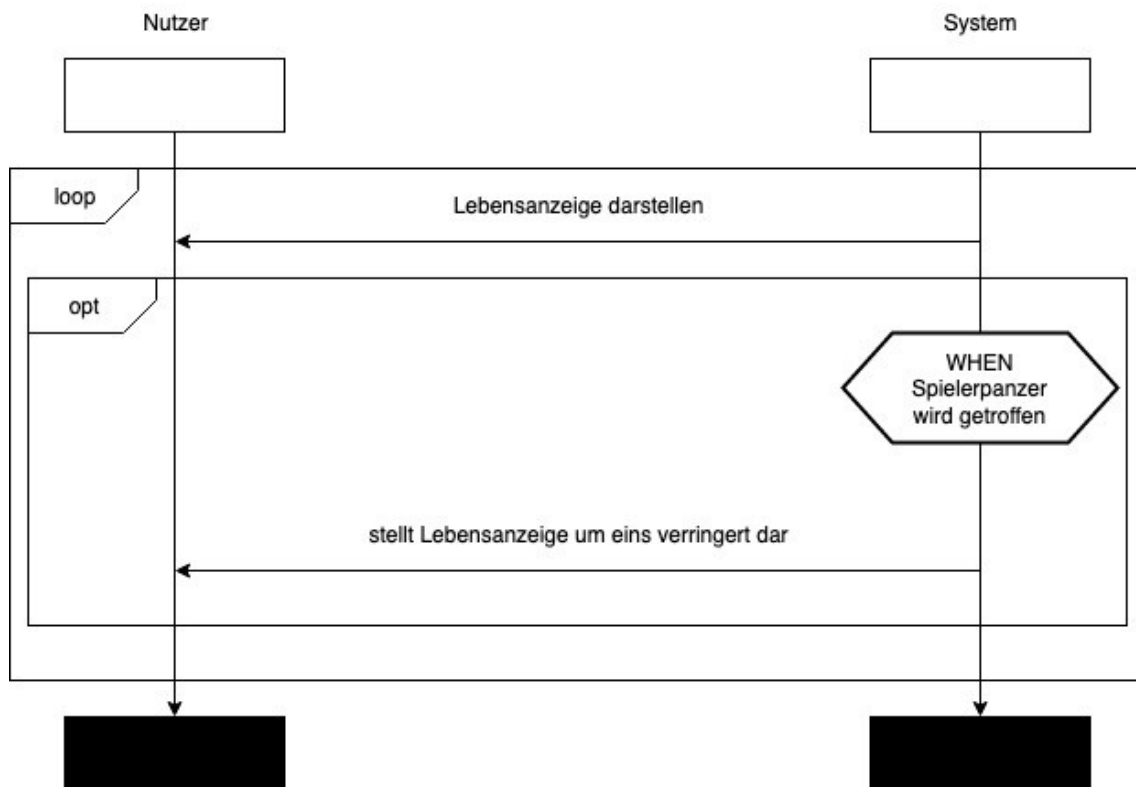 Nutzer
System
loop
Lebensanzeige darstellen
opt
WHEN
Spielerpanzer
wird getroffen
stellt Lebensanzeige um eins verringert dar